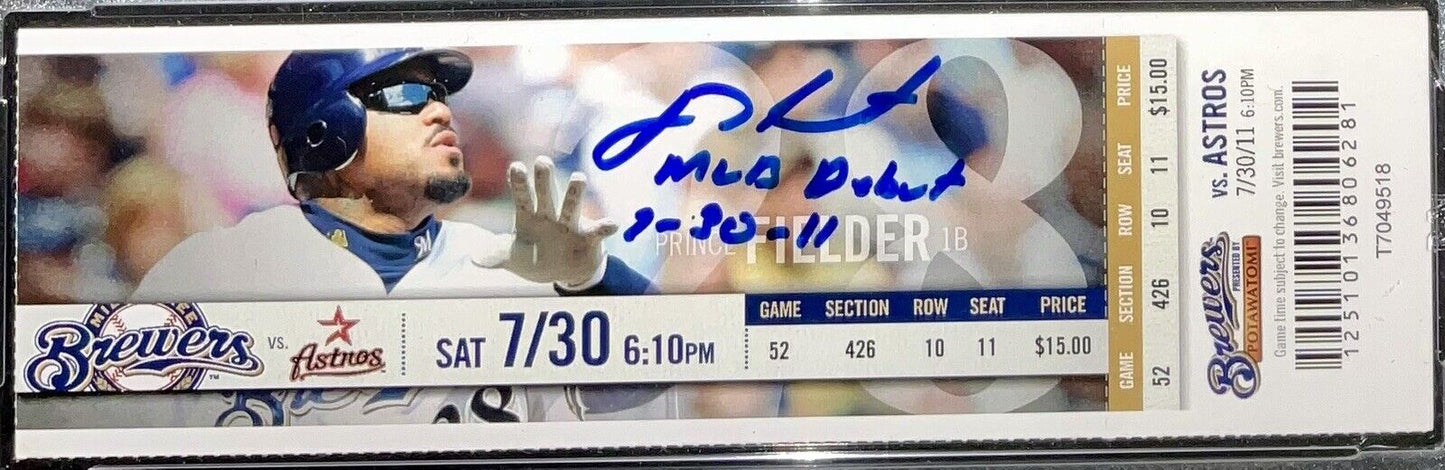 MLB Debut
7-30-11
PRINCE FIELDER 1B
Brewers
VS.
Astros
SAT 7/30 6:10PM
GAME SECTION ROW SEAT PRICE
52 426 10 11 $15.00
GAME SECTION ROW SEAT PRICE
52 426 10 11 $15.00
Brewers
PRESENTED BY
POTAWATOMI
VS. ASTROS
7/30/11 6:10PM
Game time subject to change. Visit brewers.com.
12510136806281
T7049518